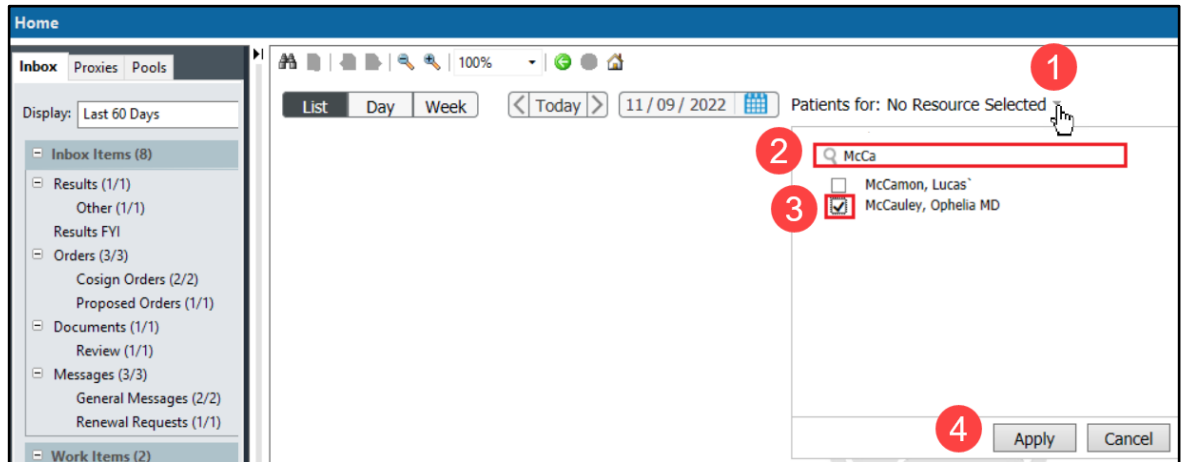 Home
Inbox Proxies Pools
Display: Last 60 Days
Inbox Items (8)
Results (1/1)
Other (1/1)
Results FYI
Orders (3/3)
Cosign Orders (2/2)
Proposed Orders (1/1)
Documents (1/1)
Review (1/1)
Messages (3/3)
General Messages (2/2)
Renewal Requests (1/1)
Work Items (2)
100%
1
List Day Week Today 11/09/2022 Patients for: No Resource Selected
2 McCa
McCamon, Lucas`
3 McCauley, Ophelia MD
4 Apply Cancel